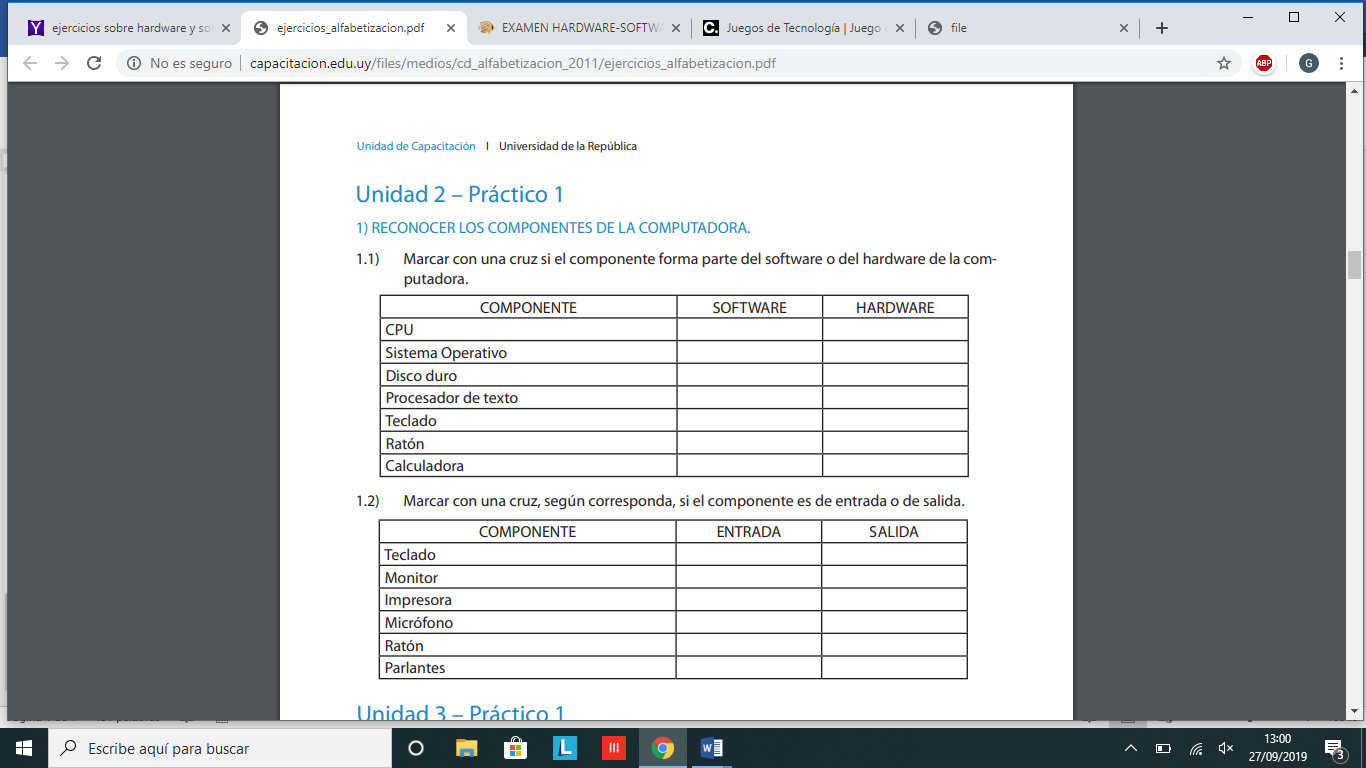 ejercicios sobre hardware y so
ejercicios_alfabetizacion.pdf
EXAMEN HARDWARE-SOFTWA
Juegos de Tecnología | Juego
file
No es seguro | capacitacion.edu.uy/files/medios/cd_alfabetizacion_2011/ejercicios_alfabetizacion.pdf
ABP
G
Unidad de Capacitación I Universidad de la República
Unidad 2 – Práctico 1
1) RECONOCER LOS COMPONENTES DE LA COMPUTADORA.
1.1) Marcar con una cruz si el componente forma parte del software o del hardware de la com-
putadora.
COMPONENTE SOFTWARE HARDWARE
CPU
Sistema Operativo
Disco duro
Procesador de texto
Teclado
Ratón
Calculadora
1.2) Marcar con una cruz, según corresponda, si el componente es de entrada o de salida.
COMPONENTE ENTRADA SALIDA
Teclado
Monitor
Impresora
Micrófono
Ratón
Parlantes
Unidad 3 – Práctico 1
Escribe aquí para buscar
13:00
27/09/2019
3